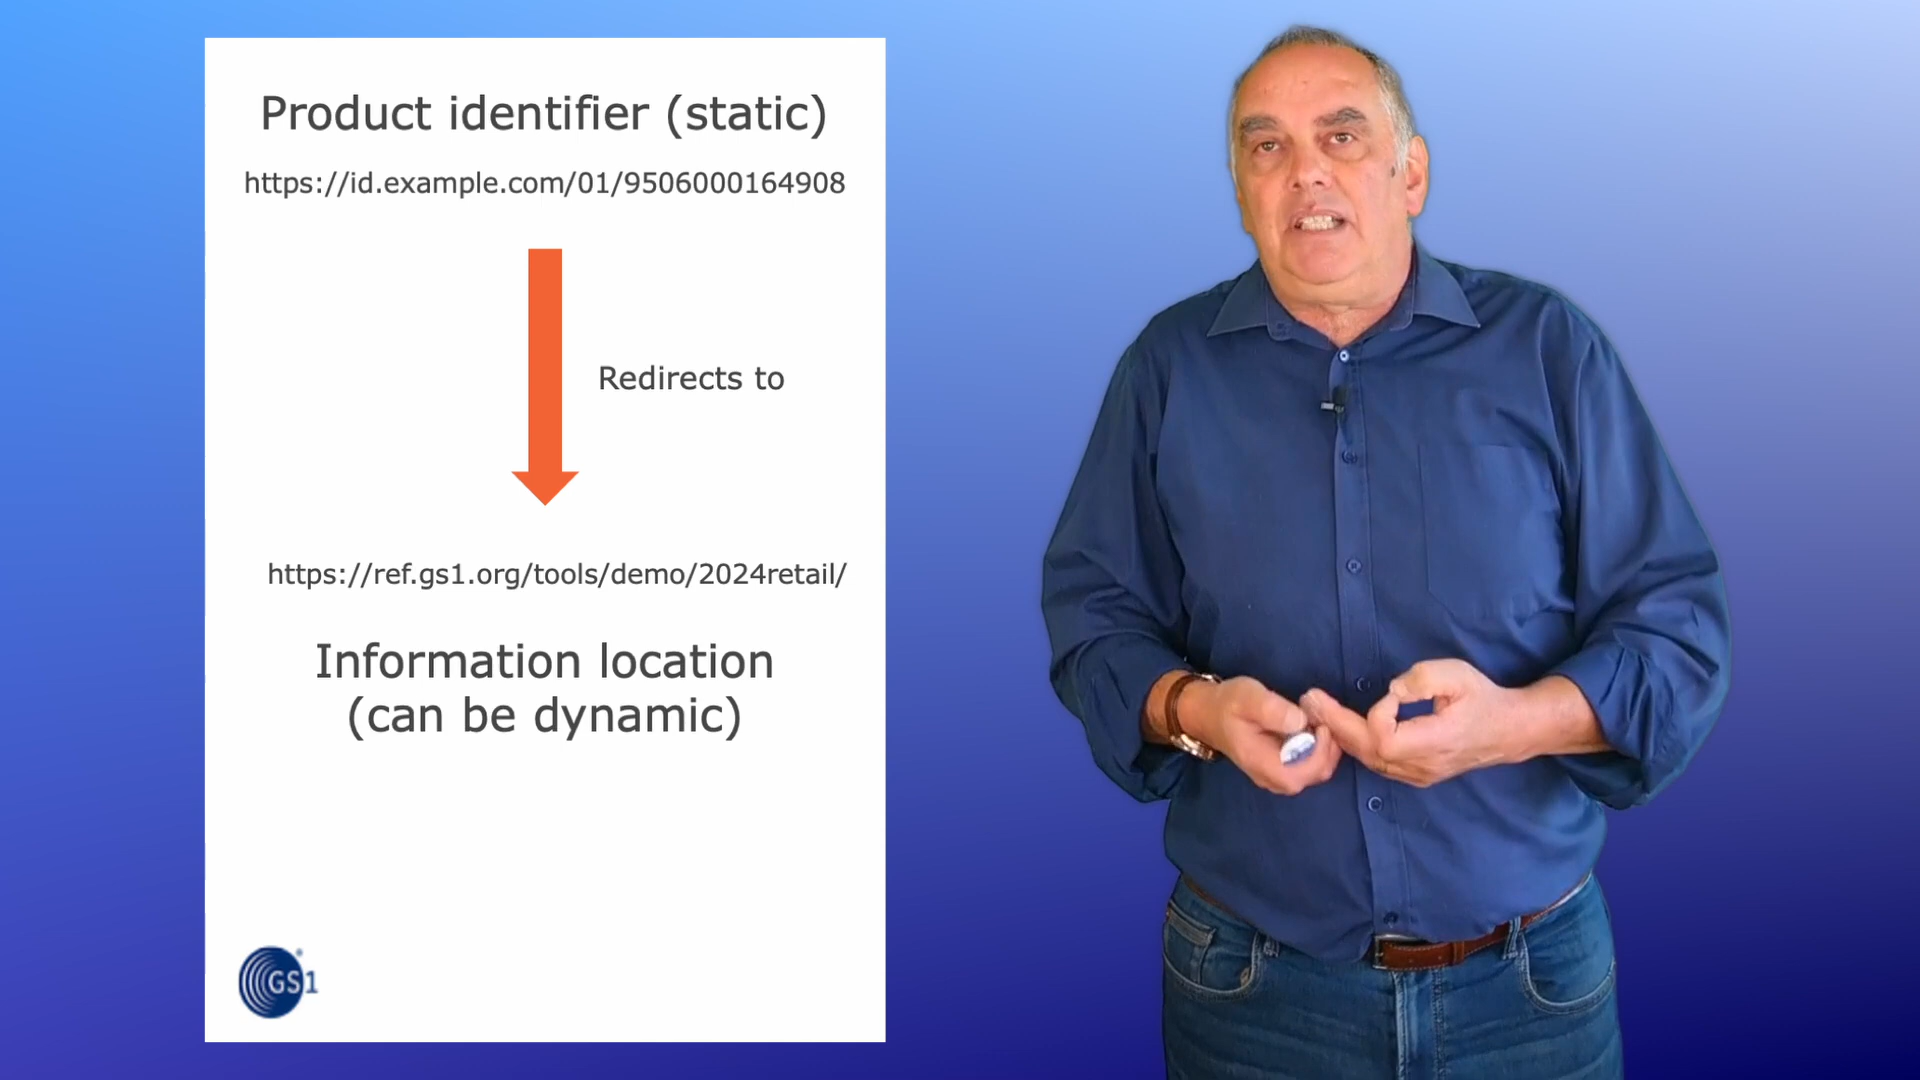 Product identifier (static)
https://id.example.com/01/9506000164908
Redirects to
https://ref.gs1.org/tools/demo/2024retail/
Information location
(can be dynamic)
GS1